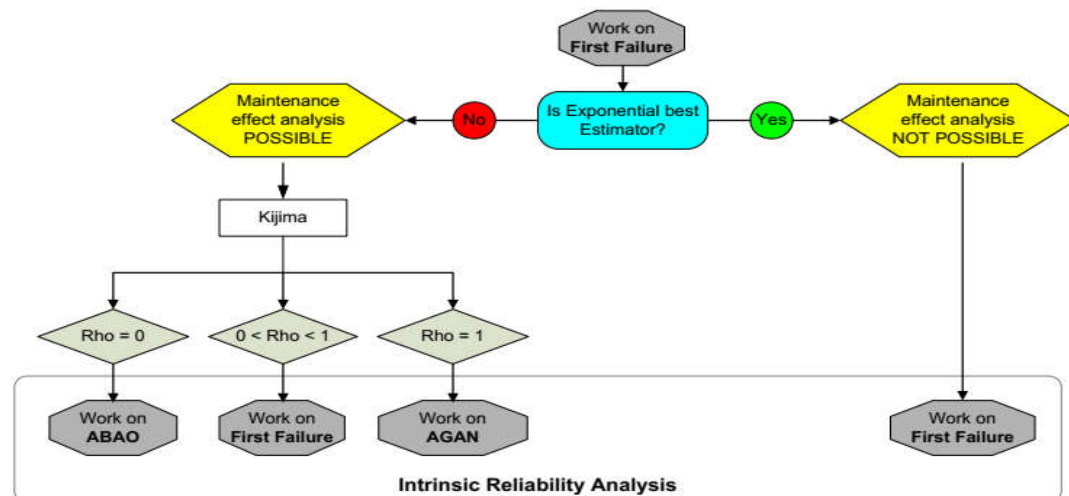 Work on
First Failure
Maintenance
effect analysis
POSSIBLE
No
Is Exponential best
Estimator?
Yes
Maintenance
effect analysis
NOT POSSIBLE
Kijima
Rho = 0
0 < Rho < 1
Rho = 1
Work on
ABAO
Work on
First Failure
Work on
AGAN
Work on
First Failure
Intrinsic Reliability Analysis